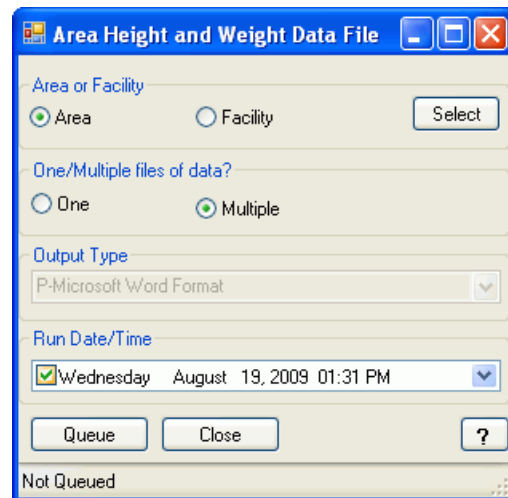 Area Height and Weight Data File
Area or Facility
Area Facility Select
One/Multiple files of data?
One Multiple
Output Type
P-Microsoft Word Format
Run Date/Time
Wednesday August 19, 2009 01:31 PM
Queue Close ?
Not Queued